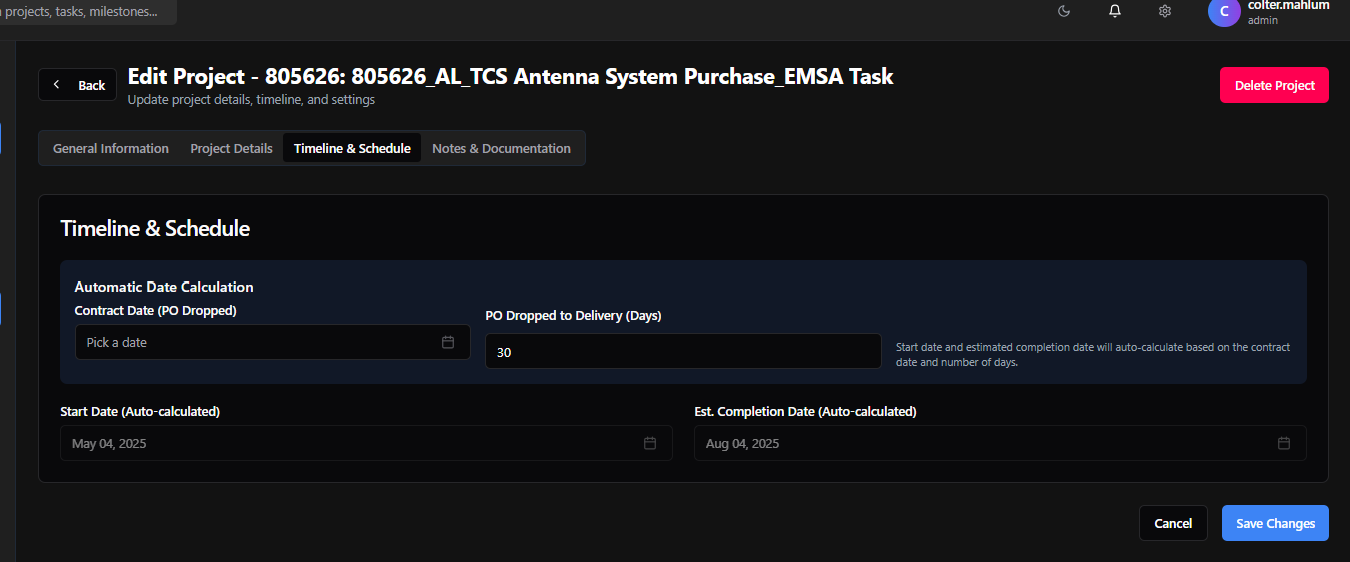 projects, tasks, milestones...
C
colter.mahlum
admin
Back
Edit Project - 805626: 805626_AL_TCS Antenna System Purchase_EMSA Task
Update project details, timeline, and settings
Delete Project
General Information
Project Details
Timeline & Schedule
Notes & Documentation
Timeline & Schedule
Automatic Date Calculation
Contract Date (PO Dropped)
Pick a date
PO Dropped to Delivery (Days)
30
Start date and estimated completion date will auto-calculate based on the contract
date and number of days.
Start Date (Auto-calculated)
May 04, 2025
Est. Completion Date (Auto-calculated)
Aug 04, 2025
Cancel
Save Changes